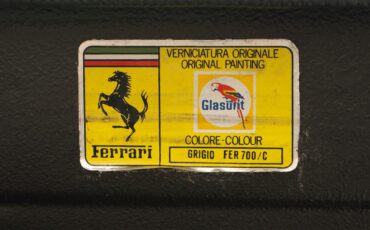 VERNICIATURA ORIGINALE
ORIGINAL PAINTING
Glasurit
COLORE-COLOUR
Ferrari
GRIGIO FER 700/C